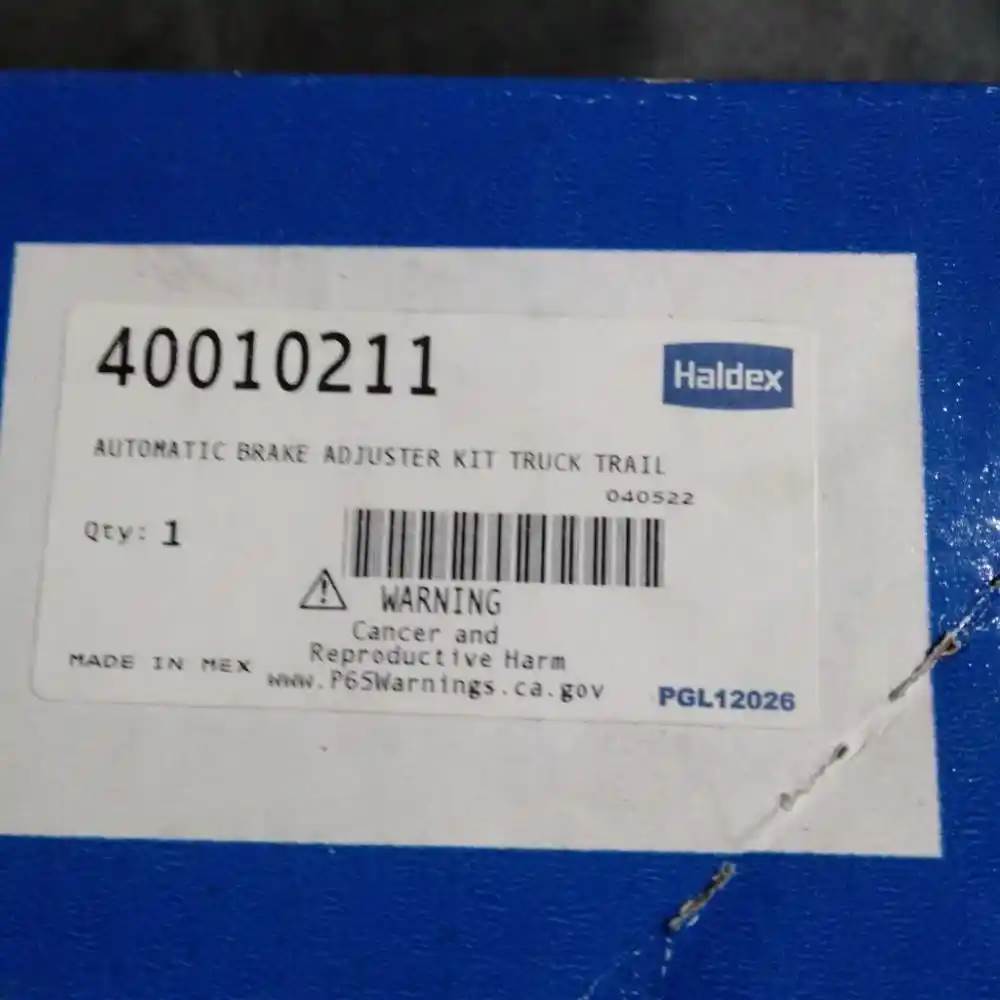 40010211
Haldex
AUTOMATIC BRAKE ADJUSTER KIT TRUCK TRAIL
040522
Qty: 1
WARNING
Cancer and
Reproductive Harm
MADE IN MEX
www.P65Warnings.ca.gov
PGL12026